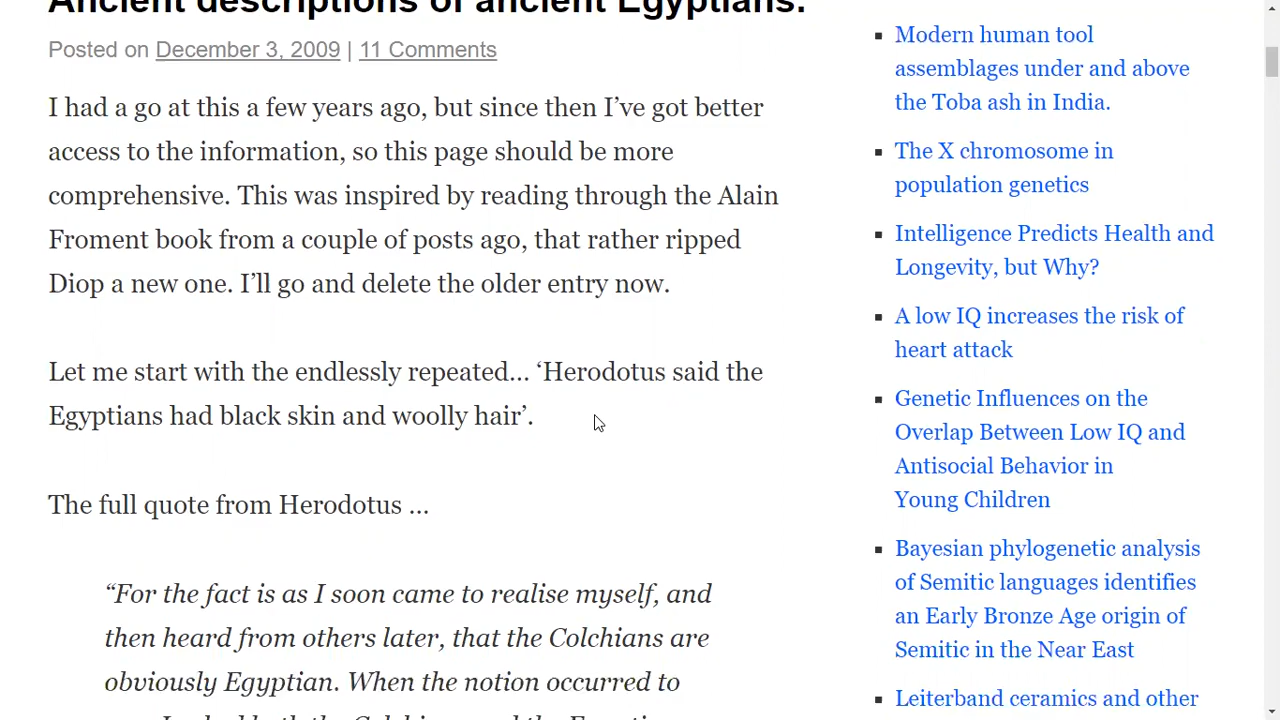 Ancient descriptions of ancient Egyptians.
Posted on December 3, 2009 | 11 Comments
I had a go at this a few years ago, but since then I’ve got better
access to the information, so this page should be more
comprehensive. This was inspired by reading through the Alain
Froment book from a couple of posts ago, that rather ripped
Diop a new one. I’ll go and delete the older entry now.
Let me start with the endlessly repeated… ‘Herodotus said the
Egyptians had black skin and woolly hair’.
The full quote from Herodotus …
“For the fact is as I soon came to realise myself, and
then heard from others later, that the Colchians are
obviously Egyptian. When the notion occurred to
Modern human tool
assemblages under and above
the Toba ash in India.
The X chromosome in
population genetics
Intelligence Predicts Health and
Longevity, but Why?
A low IQ increases the risk of
heart attack
Genetic Influences on the
Overlap Between Low IQ and
Antisocial Behavior in
Young Children
Bayesian phylogenetic analysis
of Semitic languages identifies
an Early Bronze Age origin of
Semitic in the Near East
Leiterband ceramics and other